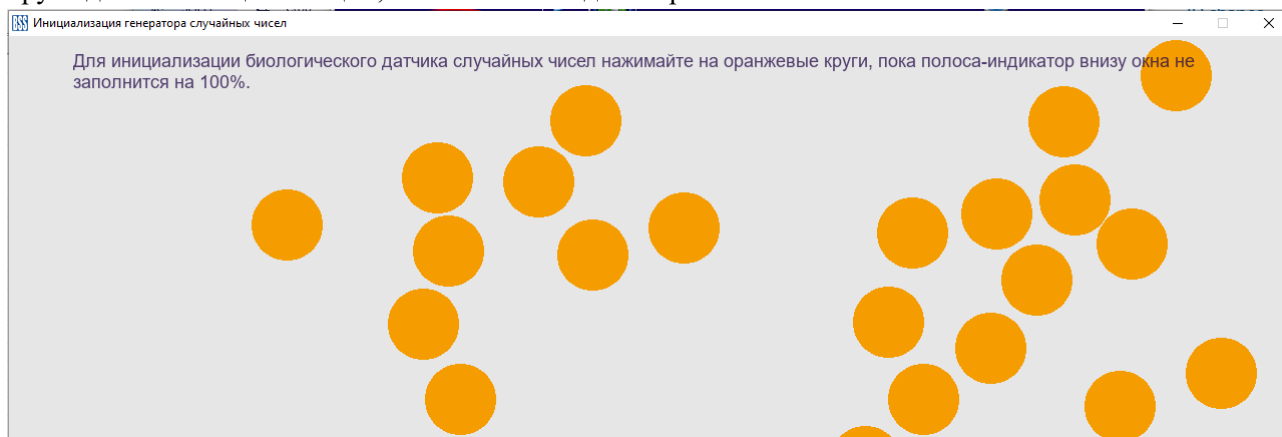 BSS Инициализация генератора случайных чисел
Для инициализации биологического датчика случайных чисел нажимайте на оранжевые круги, пока полоса-индикатор внизу окна не
заполнится на 100%.